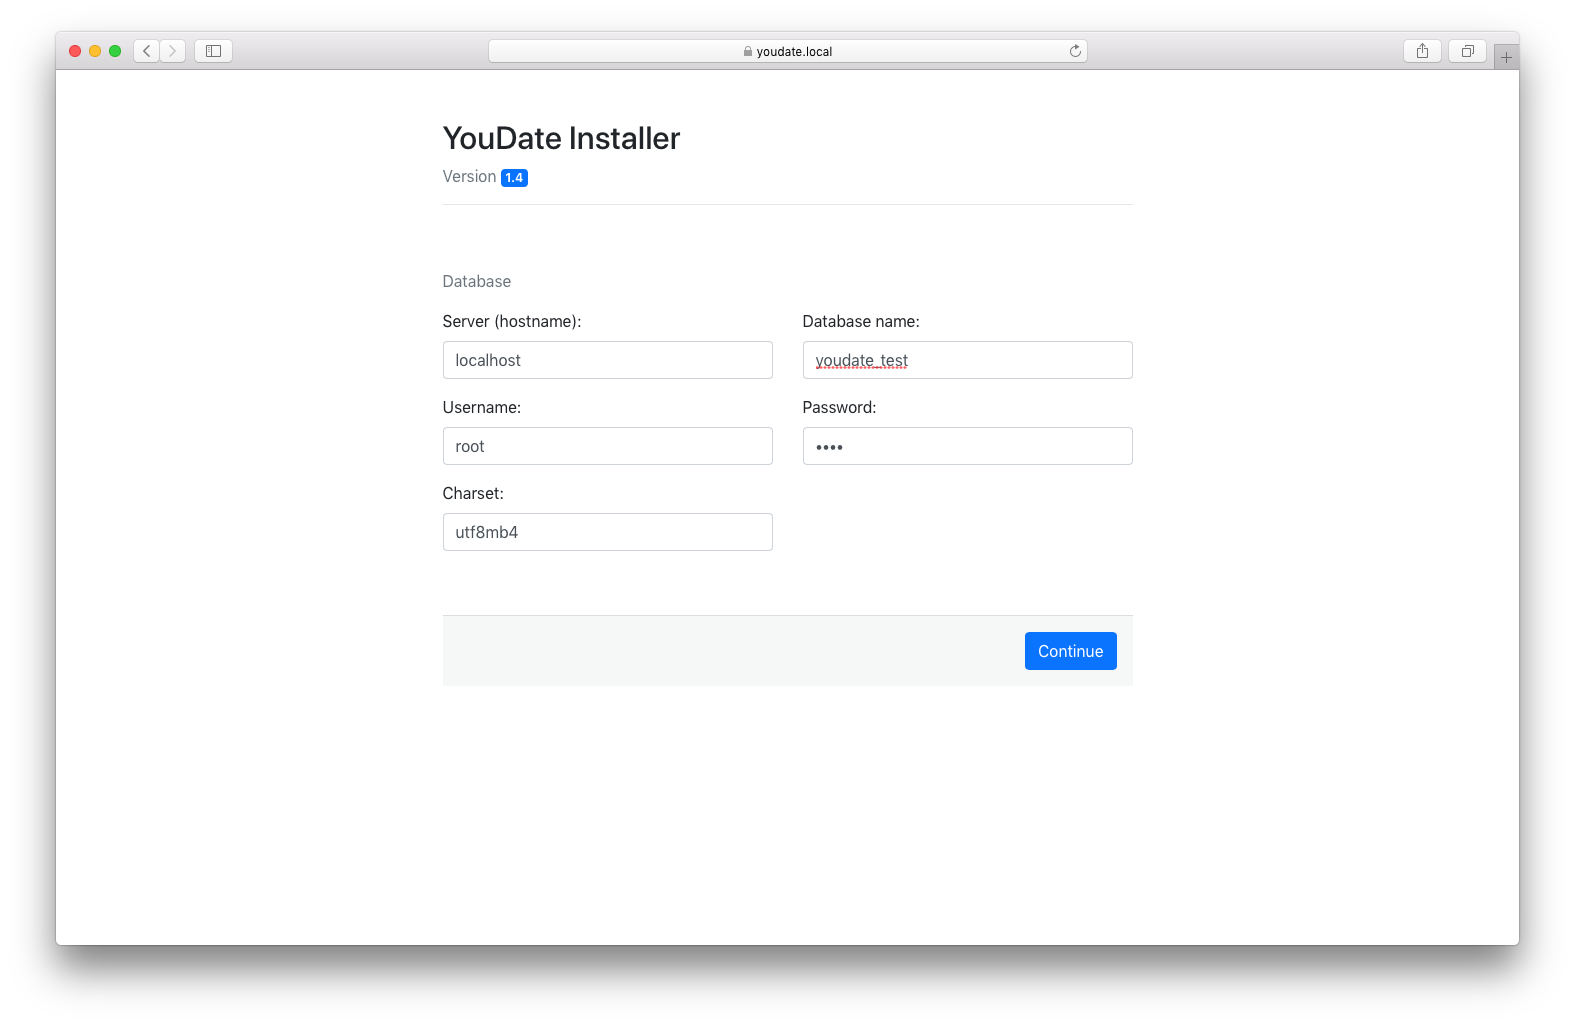 youdate.local
YouDate Installer
Version 1.4
Database
Server (hostname):
Database name:
localhost
youdate_test
Username:
Password:
root
••••
Charset:
utf8mb4
Continue